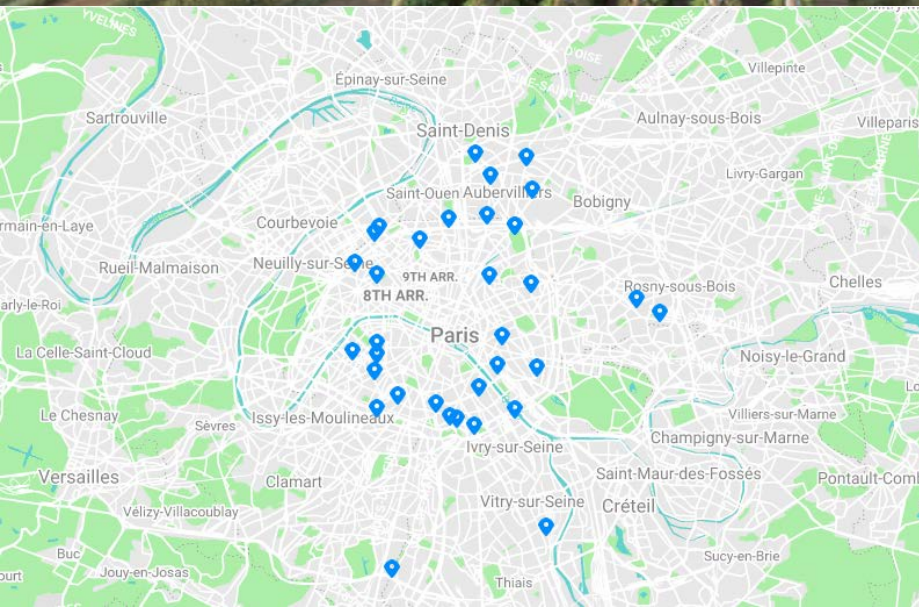 YVELINES
VAL-D'OISE
D'OISE
Villepinte
Épinay-sur-Seine
Sartrouville
Saint-Denis
Aulnay-sous-Bois
Villeparis
Livry-Gargan
Saint-Ouen
Aubervilliers
Bobigny
rmain-en-Laye
Courbevoie
Neuilly-sur-Seine
Rueil-Malmaison
9TH ARR.
8TH ARR.
Rosny-sous-Bois
Chelles
arly-le-Roi
Paris
La Celle-Saint-Cloud
Noisy-le-Grand
Le Chesnay
Sèvres
Issy-les-Moulineaux
Villiers-sur-Marne
Ivry-sur-Seine
Champigny-sur-Marne
Versailles
Clamart
Saint-Maur-des-Fossés
Pontault-Com
Vitry-sur-Seine
Créteil
Vélizy-Villacoublay
Buc
Jouy-en-Josas
Sucy-en-Brie
Thiais